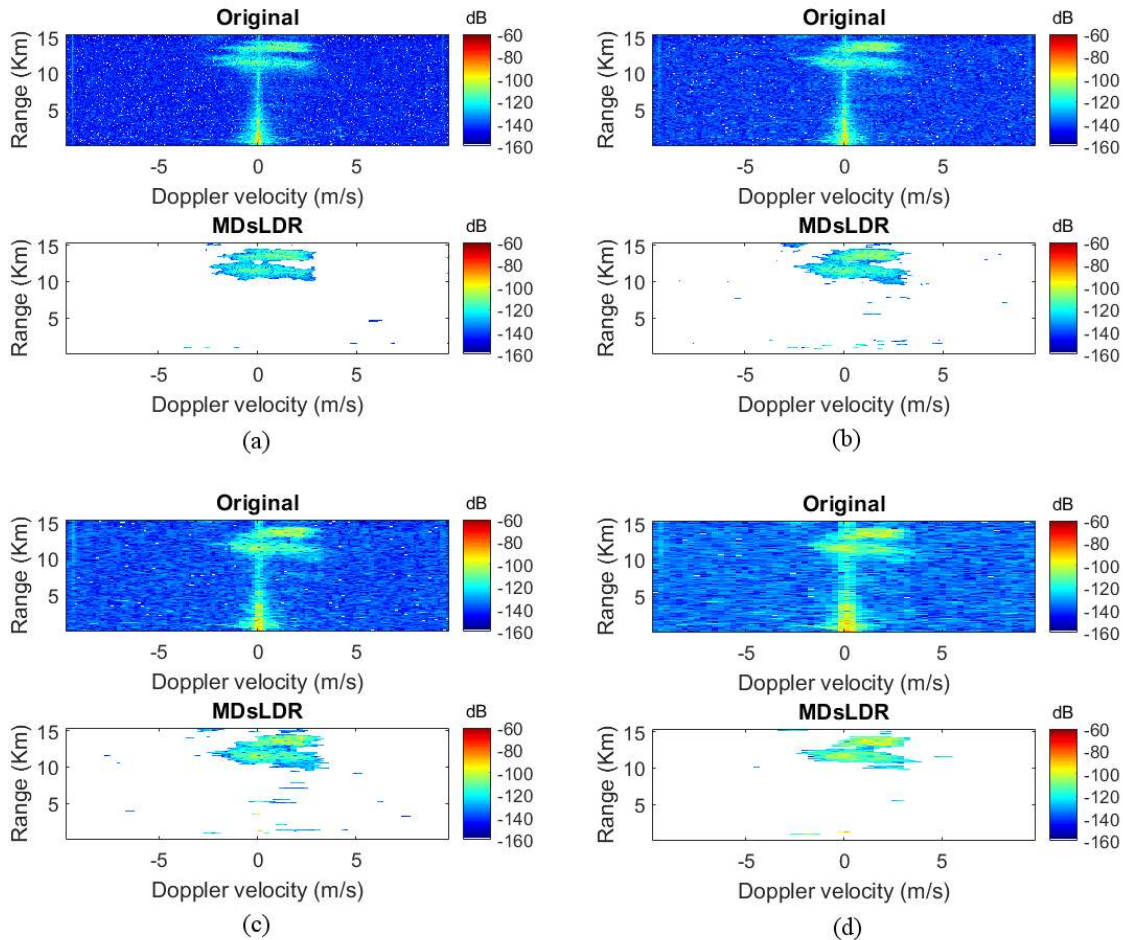 Original
dB
Range (Km)
15
10
5
-60
-80
-100
-120
-140
-160
-5 0 5
Doppler velocity (m/s)
MDsLDR
dB
Range (Km)
15
10
5
-60
-80
-100
-120
-140
-160
-5 0 5
Doppler velocity (m/s)
(a)
Original
dB
Range (Km)
15
10
5
-60
-80
-100
-120
-140
-160
-5 0 5
Doppler velocity (m/s)
MDsLDR
dB
Range (Km)
15
10
5
-60
-80
-100
-120
-140
-160
-5 0 5
Doppler velocity (m/s)
(b)
Original
dB
Range (Km)
15
10
5
-60
-80
-100
-120
-140
-160
-5 0 5
Doppler velocity (m/s)
MDsLDR
dB
Range (Km)
15
10
5
-60
-80
-100
-120
-140
-160
-5 0 5
Doppler velocity (m/s)
(c)
Original
dB
Range (Km)
15
10
5
-60
-80
-100
-120
-140
-160
-5 0 5
Doppler velocity (m/s)
MDsLDR
dB
Range (Km)
15
10
5
-60
-80
-100
-120
-140
-160
-5 0 5
Doppler velocity (m/s)
(d)